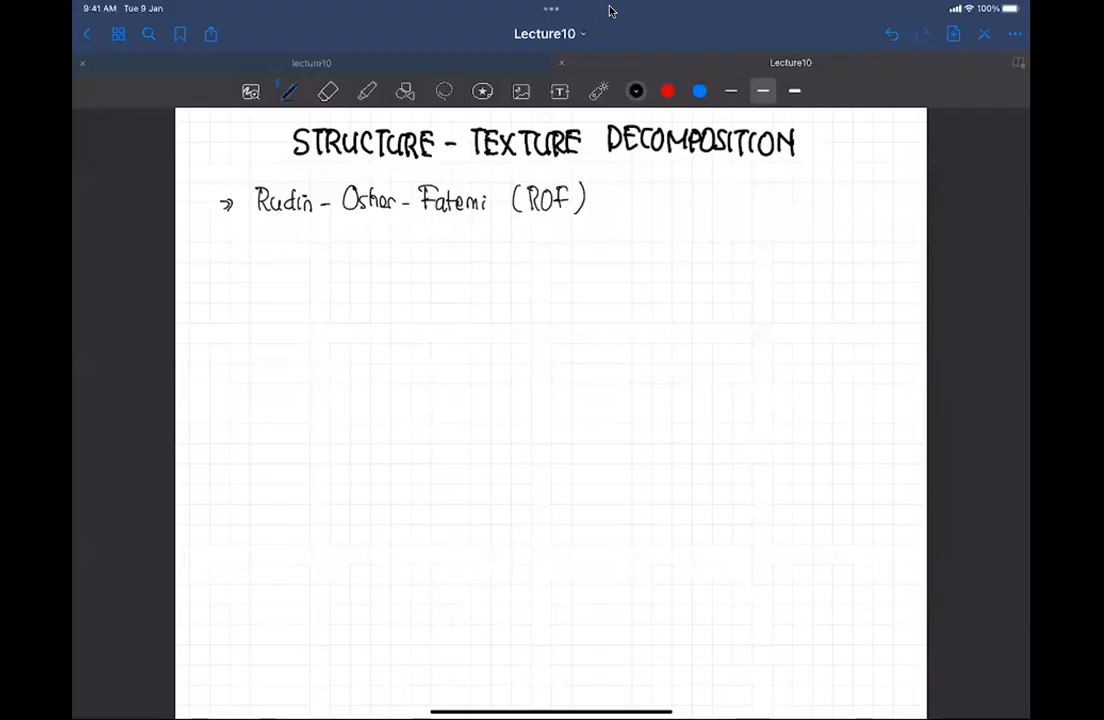 9:41 AM Tue 9 Jan
100%
Lecture10
lecture10
Lecture10
STRUCTURE - TEXTURE DECOMPOSITION
⇒ Rudin - Osher - Fatemi (ROF)